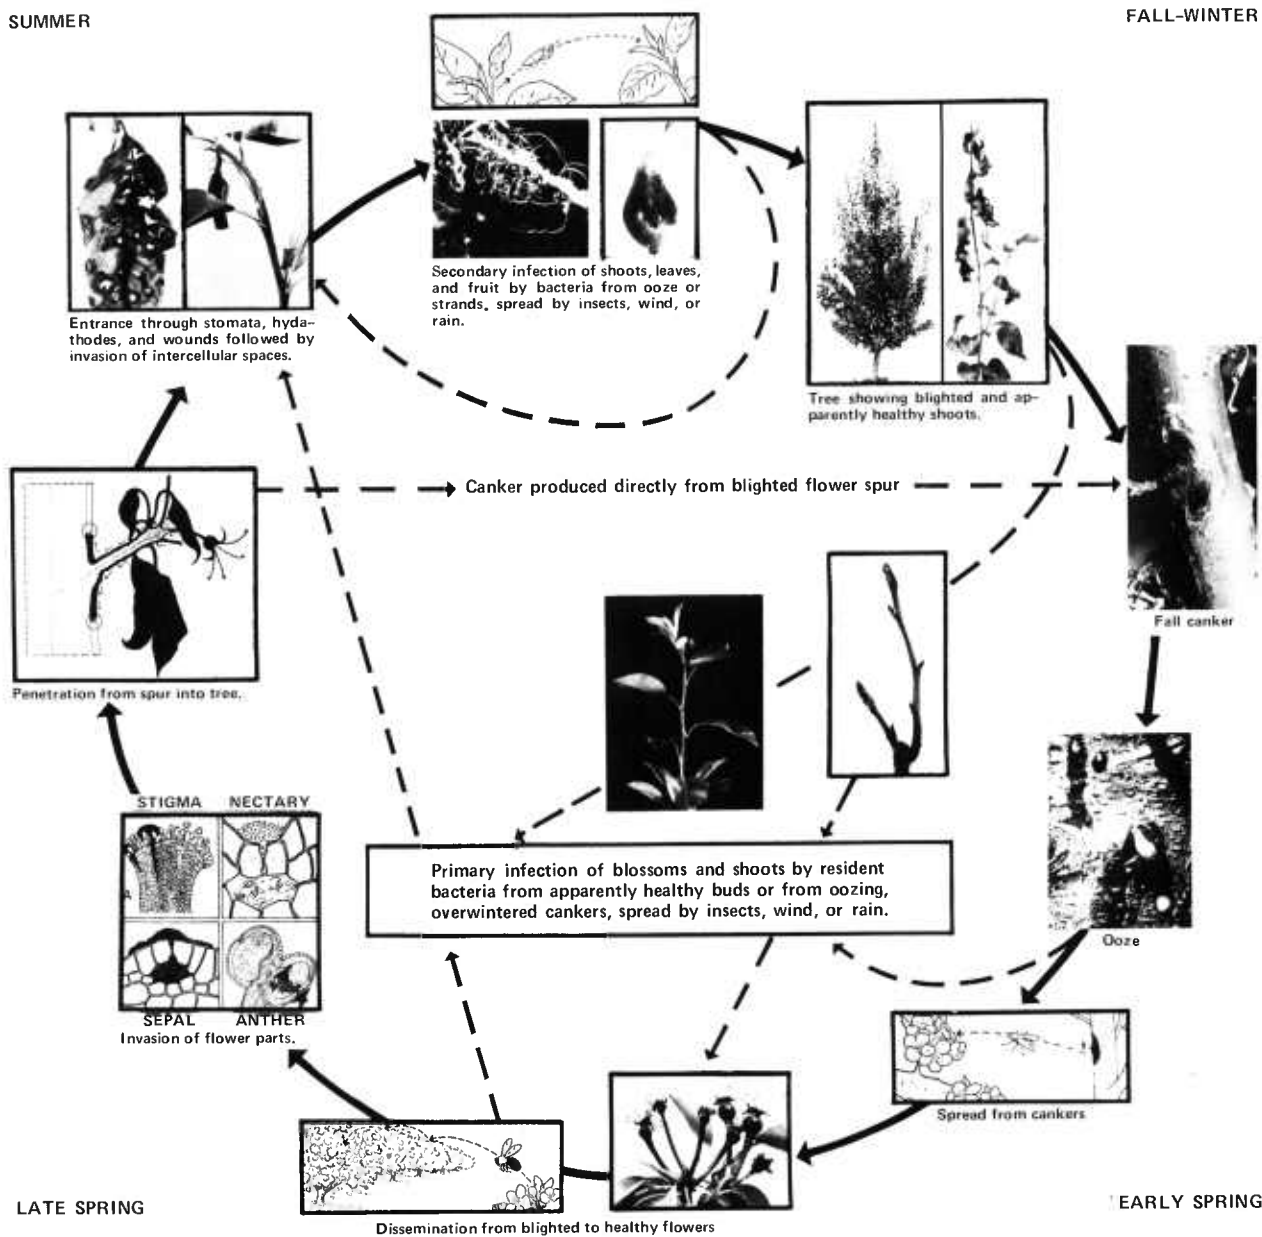 SUMMER
FALL-WINTER
Secondary infection of shoots, leaves,
and fruit by bacteria from ooze or
strands, spread by insects, wind, or
rain.
Entrance through stomata, hyda-
thodes, and wounds followed by
invasion of intercellular spaces.
Tree showing blighted and ap-
parently healthy shoots.
Canker produced directly from blighted flower spur
Fall canker
Penetration from spur into tree.
STIGMA NECTARY
Primary infection of blossoms and shoots by resident
bacteria from apparently healthy buds or from oozing,
overwintered cankers, spread by insects, wind, or rain.
Ooze
SEPAL ANTHER
Invasion of flower parts.
Spread from cankers
LATE SPRING
EARLY SPRING
Dissemination from blighted to healthy flowers